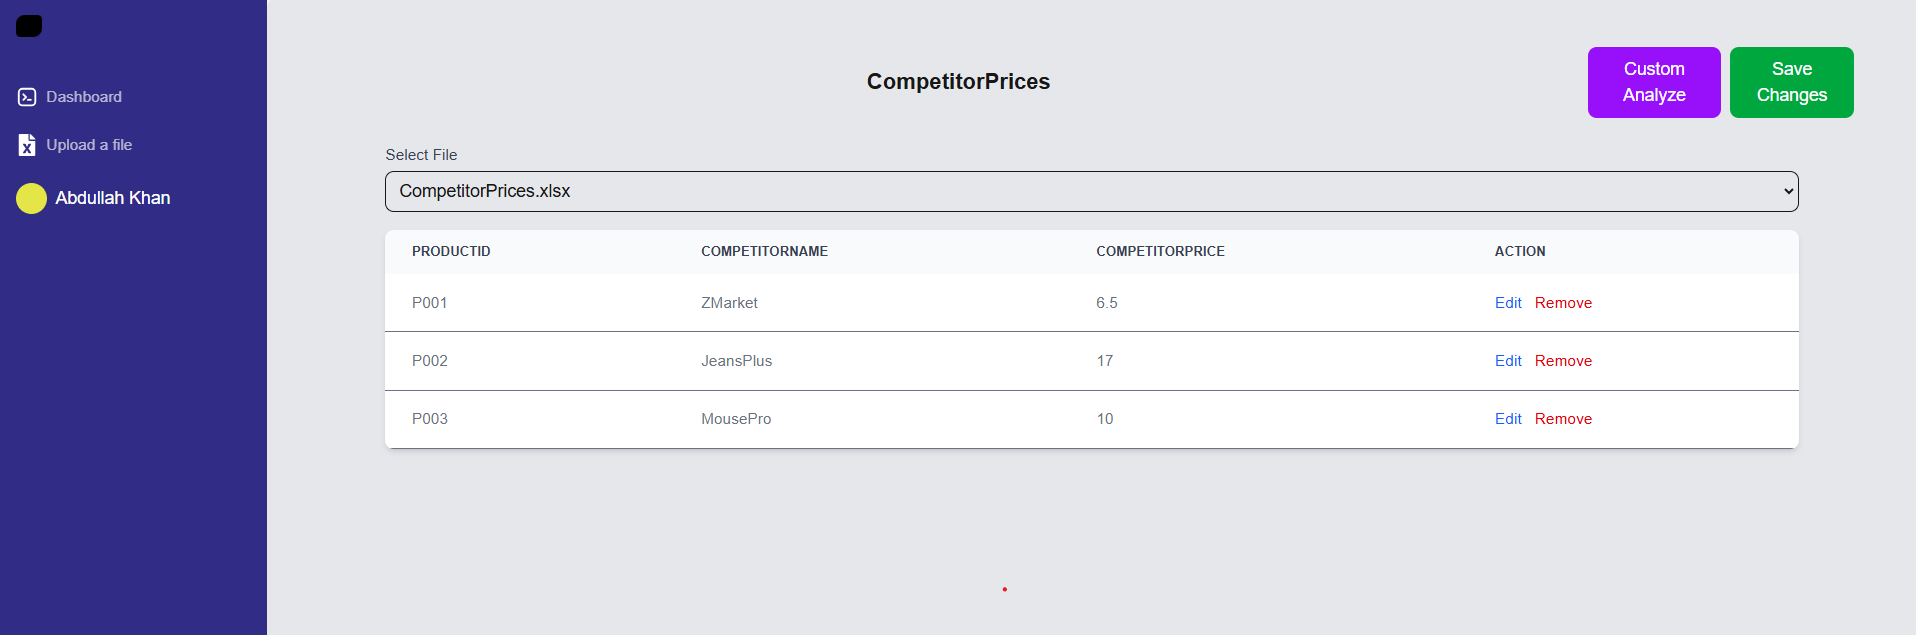 Dashboard
Upload a file
Abdullah Khan
CompetitorPrices
Custom
Analyze
Save
Changes
Select File
CompetitorPrices.xlsx
PRODUCTID COMPETITORNAME COMPETITORPRICE ACTION
P001 ZMarket 6.5 Edit Remove
P002 JeansPlus 17 Edit Remove
P003 MousePro 10 Edit Remove